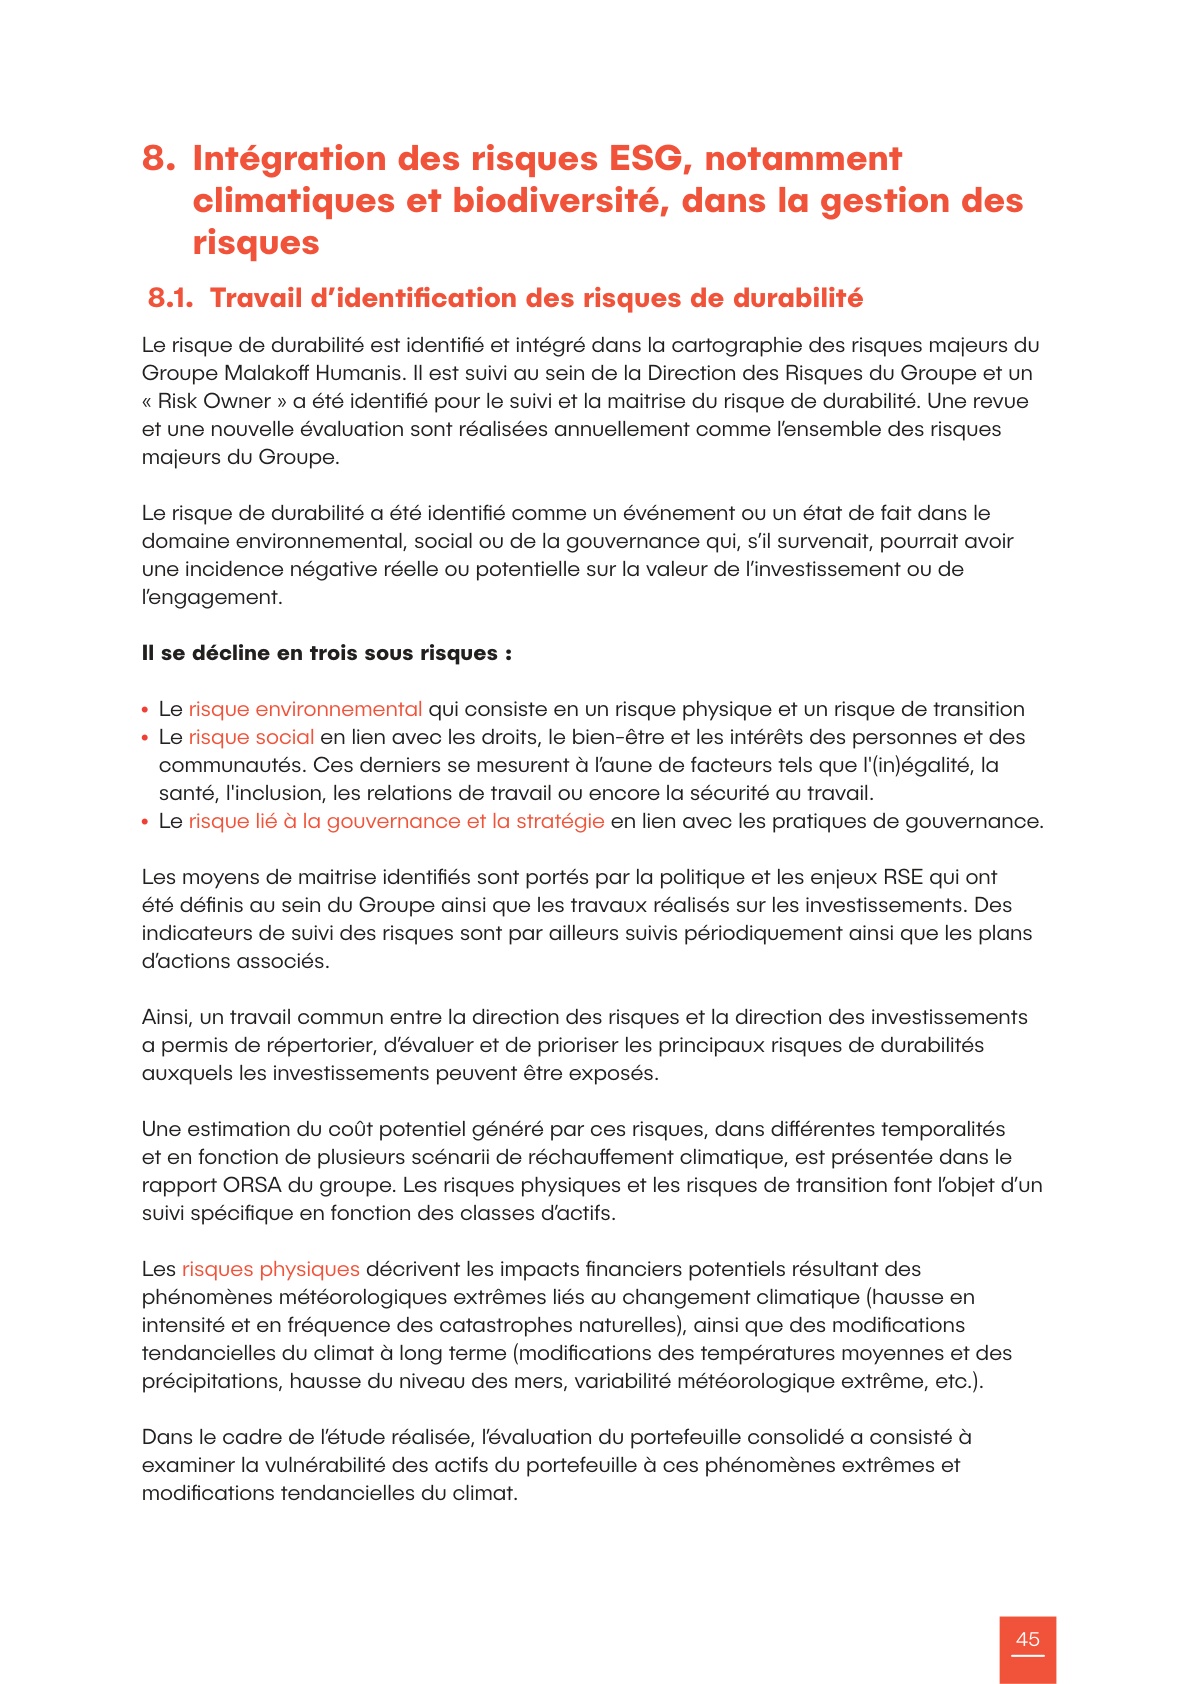 8. Intégration des risques ESG, notamment
climatiques et biodiversité, dans la gestion des
risques
8.1. Travail d’identification des risques de durabilité
Le risque de durabilité est identifié et intégré dans la cartographie des risques majeurs du
Groupe Malakoff Humanis. Il est suivi au sein de la Direction des Risques du Groupe et un
« Risk Owner » a été identifié pour le suivi et la maitrise du risque de durabilité. Une revue
et une nouvelle évaluation sont réalisées annuellement comme l’ensemble des risques
majeurs du Groupe.
Le risque de durabilité a été identifié comme un événement ou un état de fait dans le
domaine environnemental, social ou de la gouvernance qui, s’il survenait, pourrait avoir
une incidence négative réelle ou potentielle sur la valeur de l’investissement ou de
l’engagement.
Il se décline en trois sous risques :
• Le risque environnemental qui consiste en un risque physique et un risque de transition
• Le risque social en lien avec les droits, le bien-être et les intérêts des personnes et des
communautés. Ces derniers se mesurent à l’aune de facteurs tels que l'(in)égalité, la
santé, l'inclusion, les relations de travail ou encore la sécurité au travail.
• Le risque lié à la gouvernance et la stratégie en lien avec les pratiques de gouvernance.
Les moyens de maitrise identifiés sont portés par la politique et les enjeux RSE qui ont
été définis au sein du Groupe ainsi que les travaux réalisés sur les investissements. Des
indicateurs de suivi des risques sont par ailleurs suivis périodiquement ainsi que les plans
d’actions associés.
Ainsi, un travail commun entre la direction des risques et la direction des investissements
a permis de répertorier, d’évaluer et de prioriser les principaux risques de durabilités
auxquels les investissements peuvent être exposés.
Une estimation du coût potentiel généré par ces risques, dans différentes temporalités
et en fonction de plusieurs scénarii de réchauffement climatique, est présentée dans le
rapport ORSA du groupe. Les risques physiques et les risques de transition font l’objet d’un
suivi spécifique en fonction des classes d’actifs.
Les risques physiques décrivent les impacts financiers potentiels résultant des
phénomènes météorologiques extrêmes liés au changement climatique (hausse en
intensité et en fréquence des catastrophes naturelles), ainsi que des modifications
tendancielles du climat à long terme (modifications des températures moyennes et des
précipitations, hausse du niveau des mers, variabilité météorologique extrême, etc.).
Dans le cadre de l’étude réalisée, l’évaluation du portefeuille consolidé a consisté à
examiner la vulnérabilité des actifs du portefeuille à ces phénomènes extrêmes et
modifications tendancielles du climat.
45